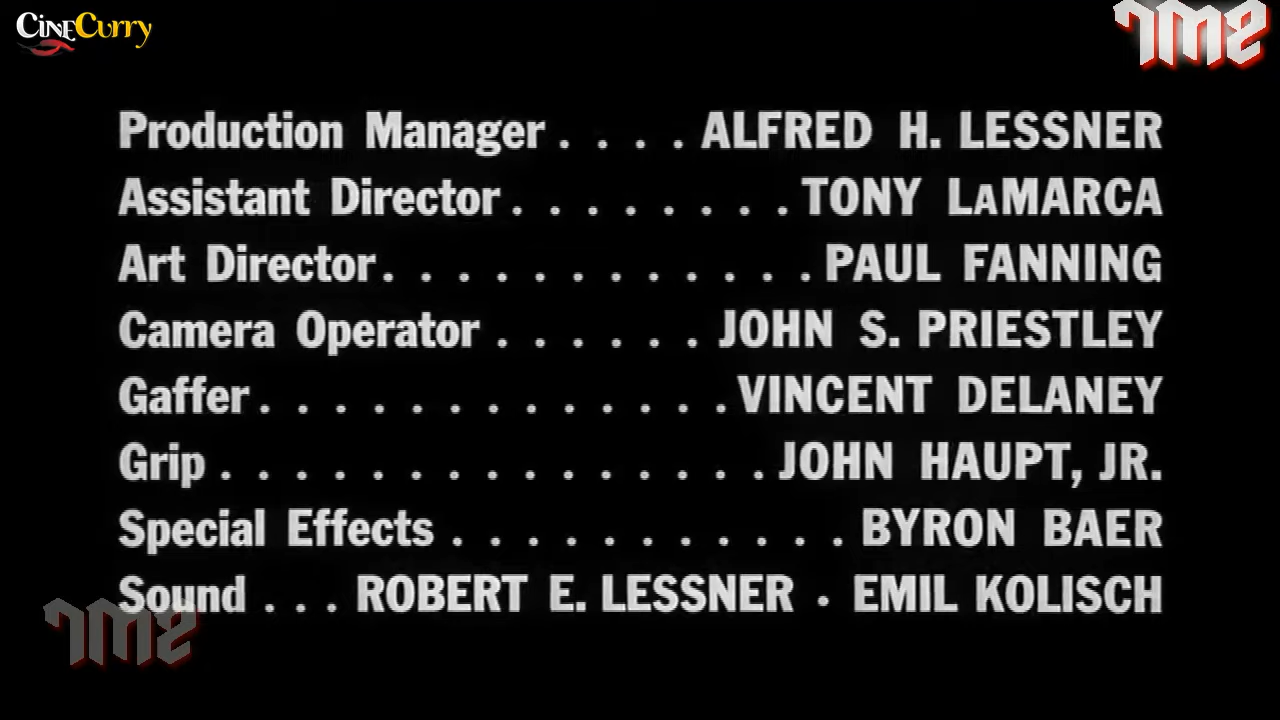 CineCurry
Production Manager . . . . ALFRED H. LESSNER
Assistant Director . . . . . . . . TONY LaMARCA
Art Director . . . . . . . . . . . . PAUL FANNING
Camera Operator . . . . . . JOHN S. PRIESTLEY
Gaffer . . . . . . . . . . . . . VINCENT DELANEY
Grip . . . . . . . . . . . . . . . JOHN HAUPT, JR.
Special Effects . . . . . . . . . . . BYRON BAER
Sound . . . ROBERT E. LESSNER · EMIL KOLISCH